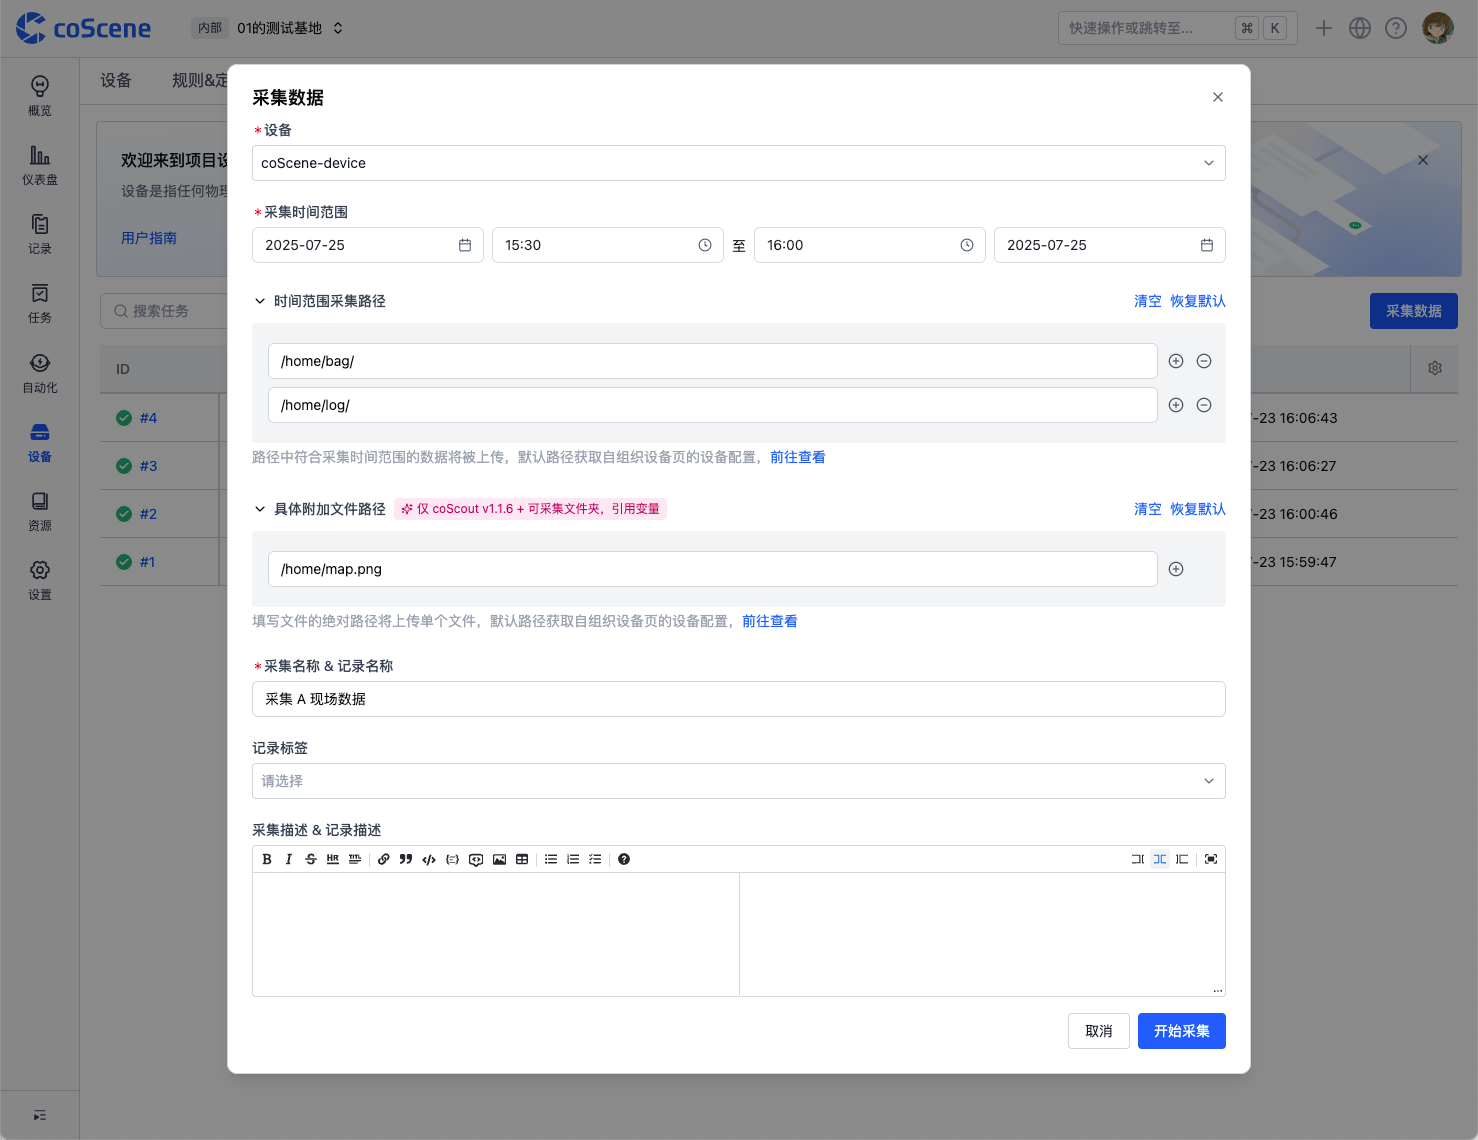 coScene
内部 01的测试基地
快速操作或跳转至... ⌘ K
概览
仪表盘
记录
任务
自动化
设备
资源
设置
设备 规则&定
欢迎来到项目设
设备是指任何物理
用户指南
搜索任务
采集数据
ID
#4
-23 16:06:43
#3
-23 16:06:27
#2
-23 16:00:46
#1
-23 15:59:47
采集数据
*设备
coScene-device
*采集时间范围
2025-07-25 15:30 至 16:00 2025-07-25
时间范围采集路径 清空 恢复默认
/home/bag/
/home/log/
路径中符合采集时间范围的数据将被上传，默认路径获取自组织设备页的设备配置，前往查看
具体附加文件路径 仅 coScout v1.1.6 + 可采集文件夹，引用变量 清空 恢复默认
/home/map.png
填写文件的绝对路径将上传单个文件，默认路径获取自组织设备页的设备配置，前往查看
*采集名称 & 记录名称
采集 A 现场数据
记录标签
请选择
采集描述 & 记录描述
B I S HR TITL
...
取消 开始采集